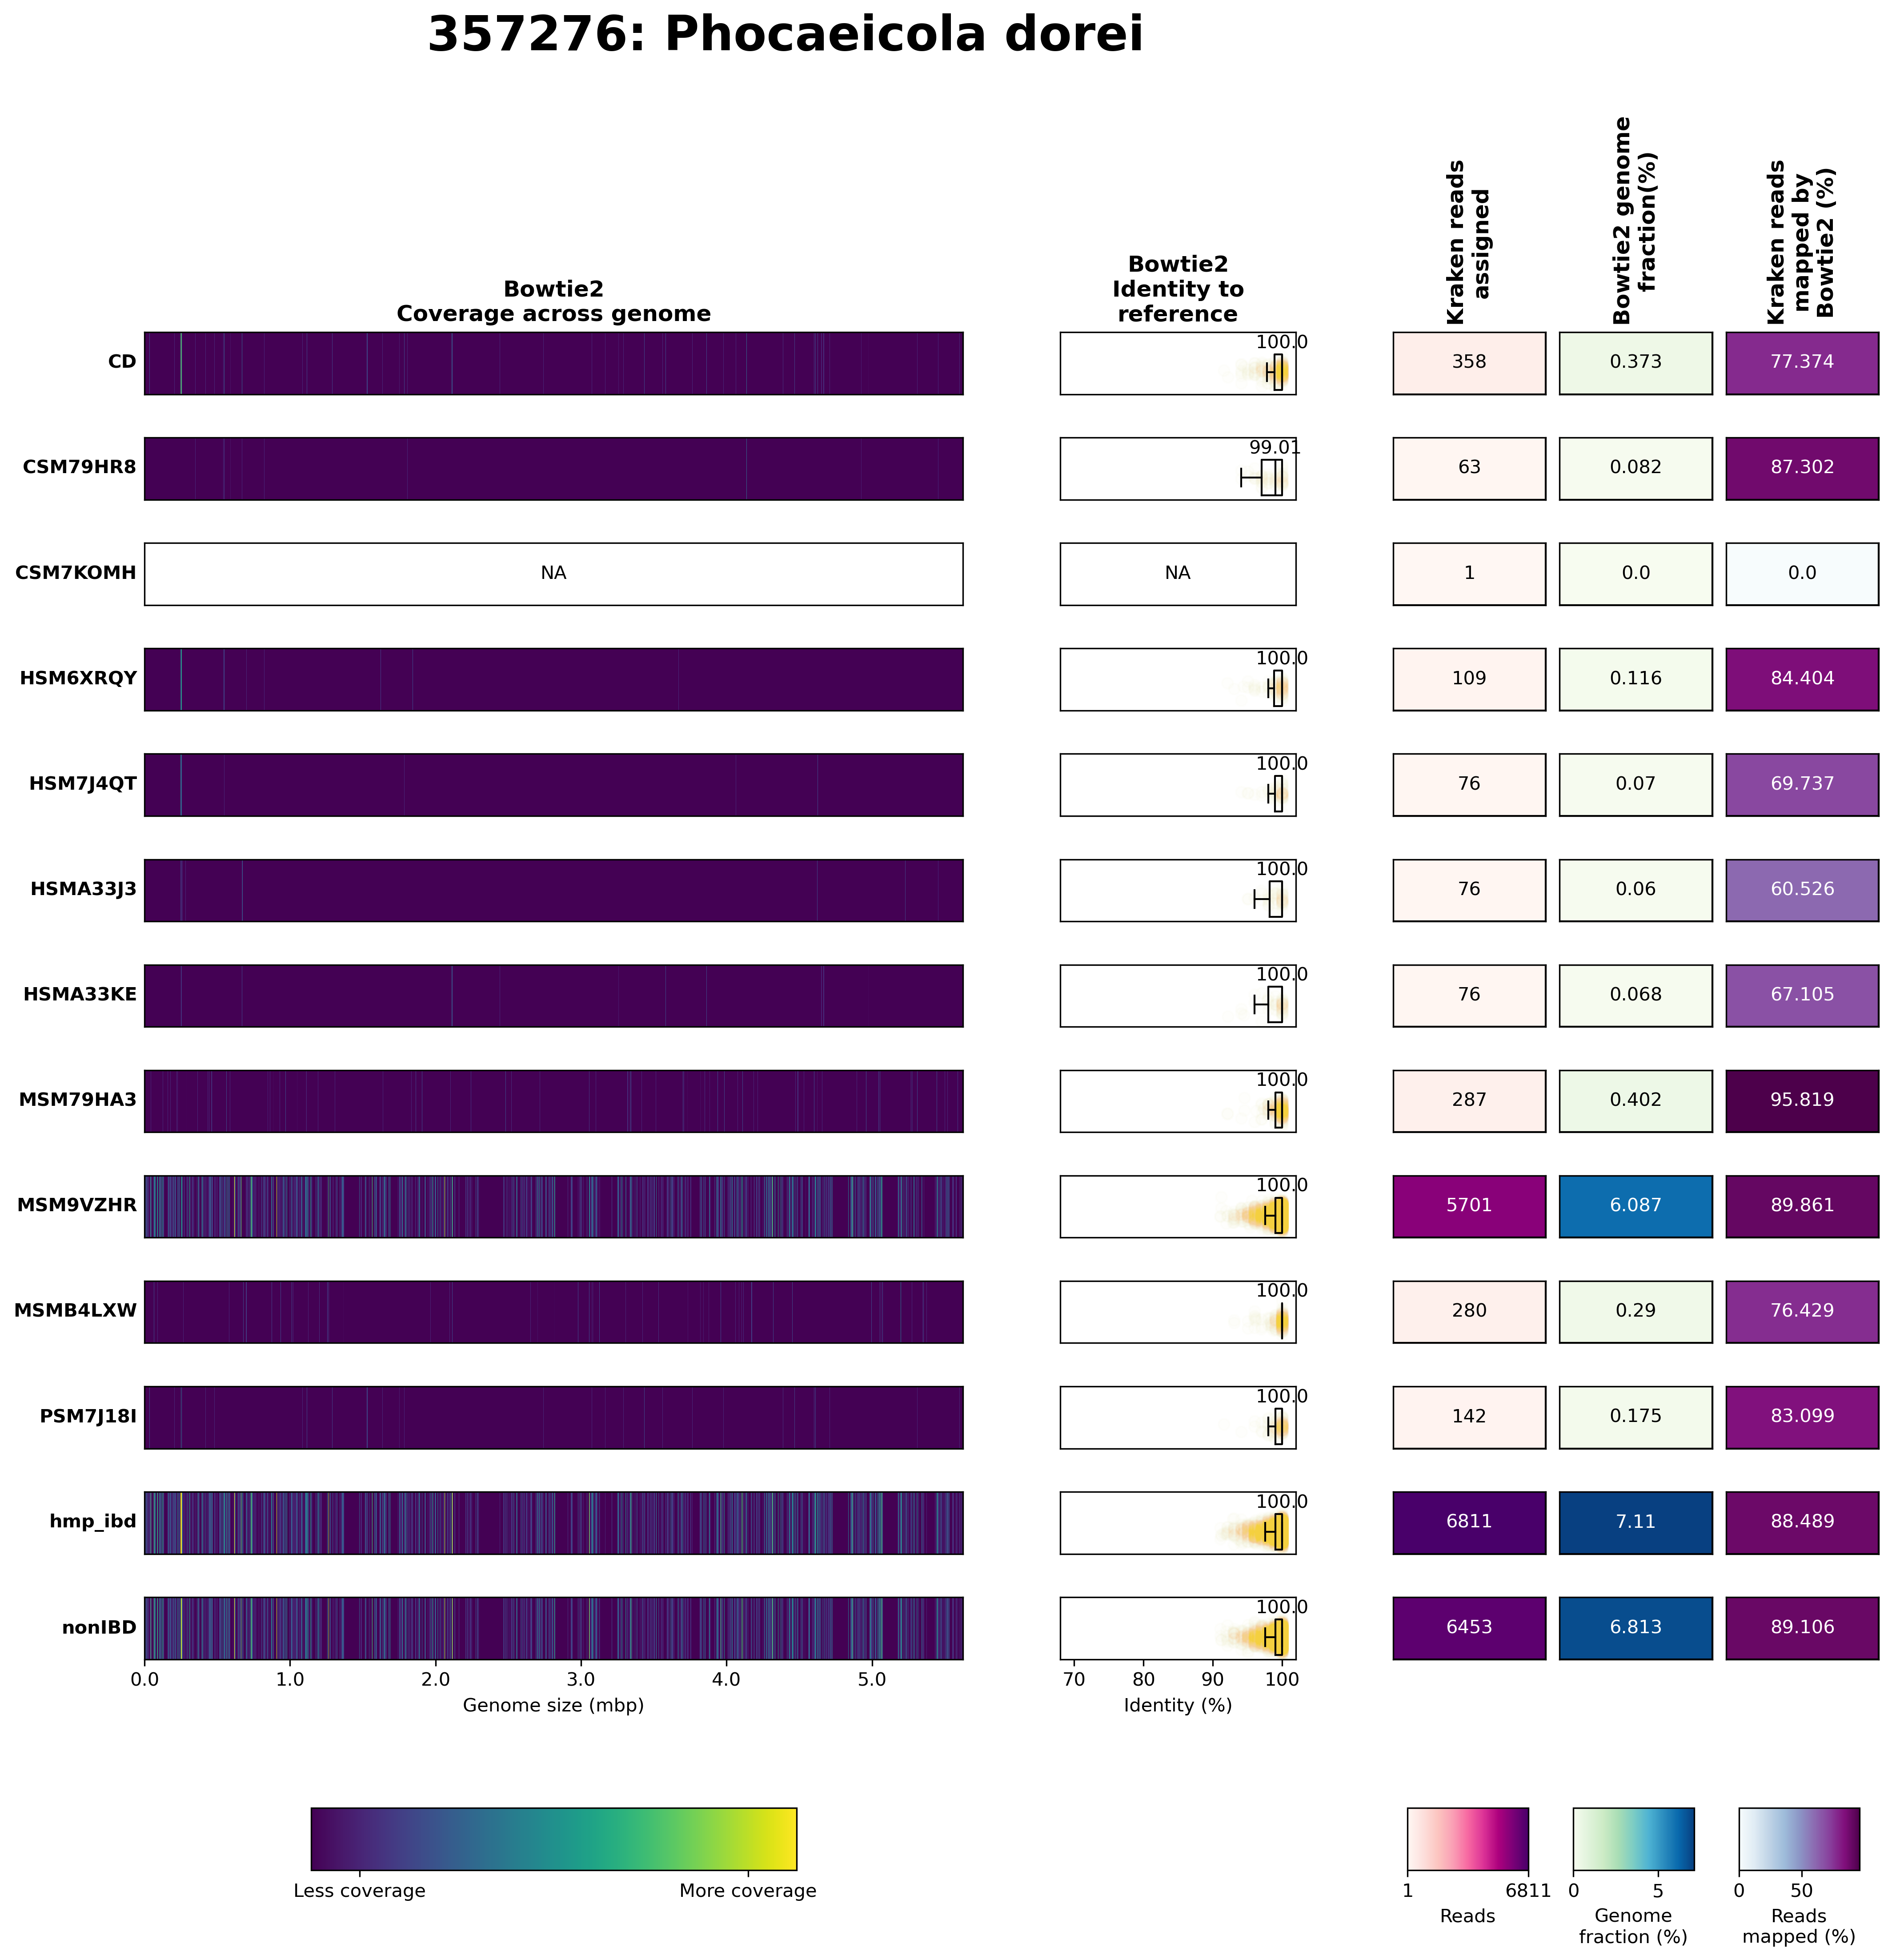 357276: Phocaeicola dorei
Bowtie2
Coverage across genome
Bowtie2
Identity to
reference
Kraken reads
assigned
Bowtie2 genome
fraction(%)
Kraken reads
mapped by
Bowtie2 (%)
CD
100.0
358
0.373
77.374
CSM79HR8
99.01
63
0.082
87.302
CSM7KOMH
NA
NA
1
0.0
0.0
HSM6XRQY
100.0
109
0.116
84.404
HSM7J4QT
100.0
76
0.07
69.737
HSMA33J3
100.0
76
0.06
60.526
HSMA33KE
100.0
76
0.068
67.105
MSM79HA3
100.0
287
0.402
95.819
MSM9VZHR
100.0
5701
6.087
89.861
MSMB4LXW
100.0
280
0.29
76.429
PSM7J18I
100.0
142
0.175
83.099
hmp_ibd
100.0
6811
7.11
88.489
nonIBD
100.0
6453
6.813
89.106
0.0 1.0 2.0 3.0 4.0 5.0
Genome size (mbp)
70 80 90 100
Identity (%)
Less coverage More coverage
1 6811
Reads
0 5
Genome
fraction (%)
0 50
Reads
mapped (%)